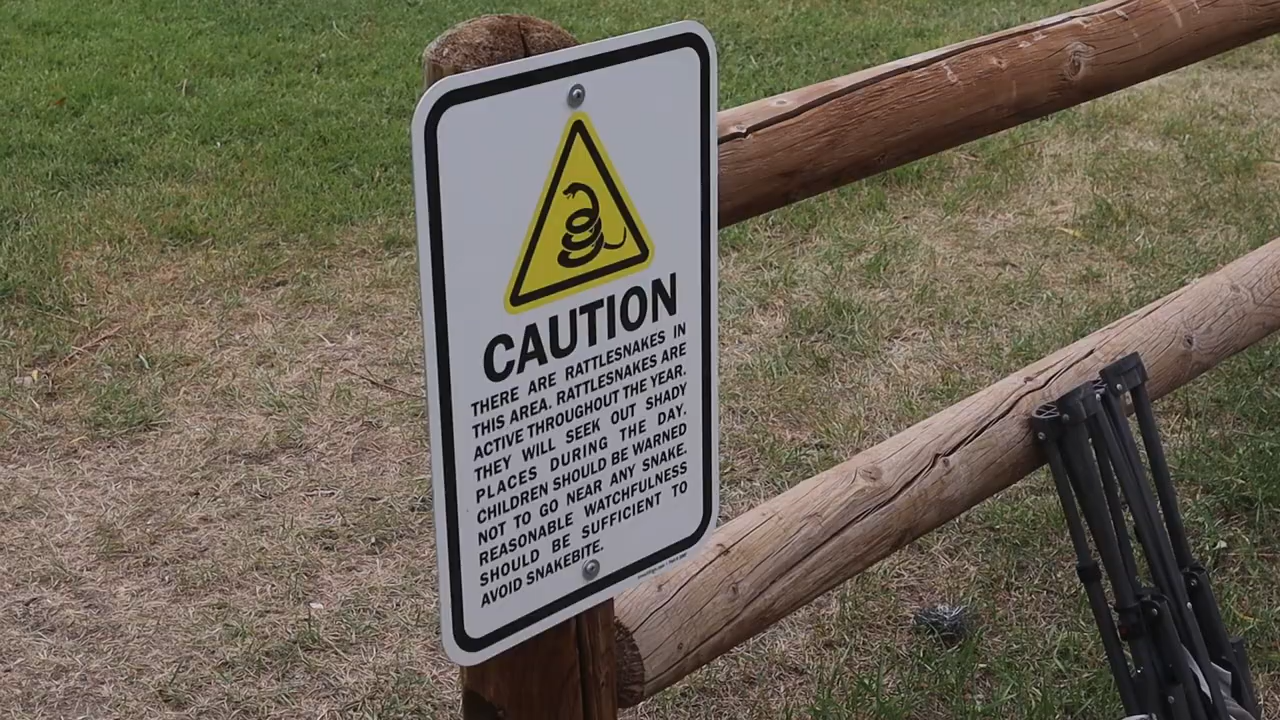 CAUTION
THERE ARE RATTLESNAKES IN
THIS AREA. RATTLESNAKES ARE
ACTIVE THROUGHOUT THE YEAR.
THEY WILL SEEK OUT SHADY
PLACES DURING THE DAY.
CHILDREN SHOULD BE WARNED
NOT TO GO NEAR ANY SNAKE.
REASONABLE WATCHFULNESS
SHOULD BE SUFFICIENT TO
AVOID SNAKEBITE.